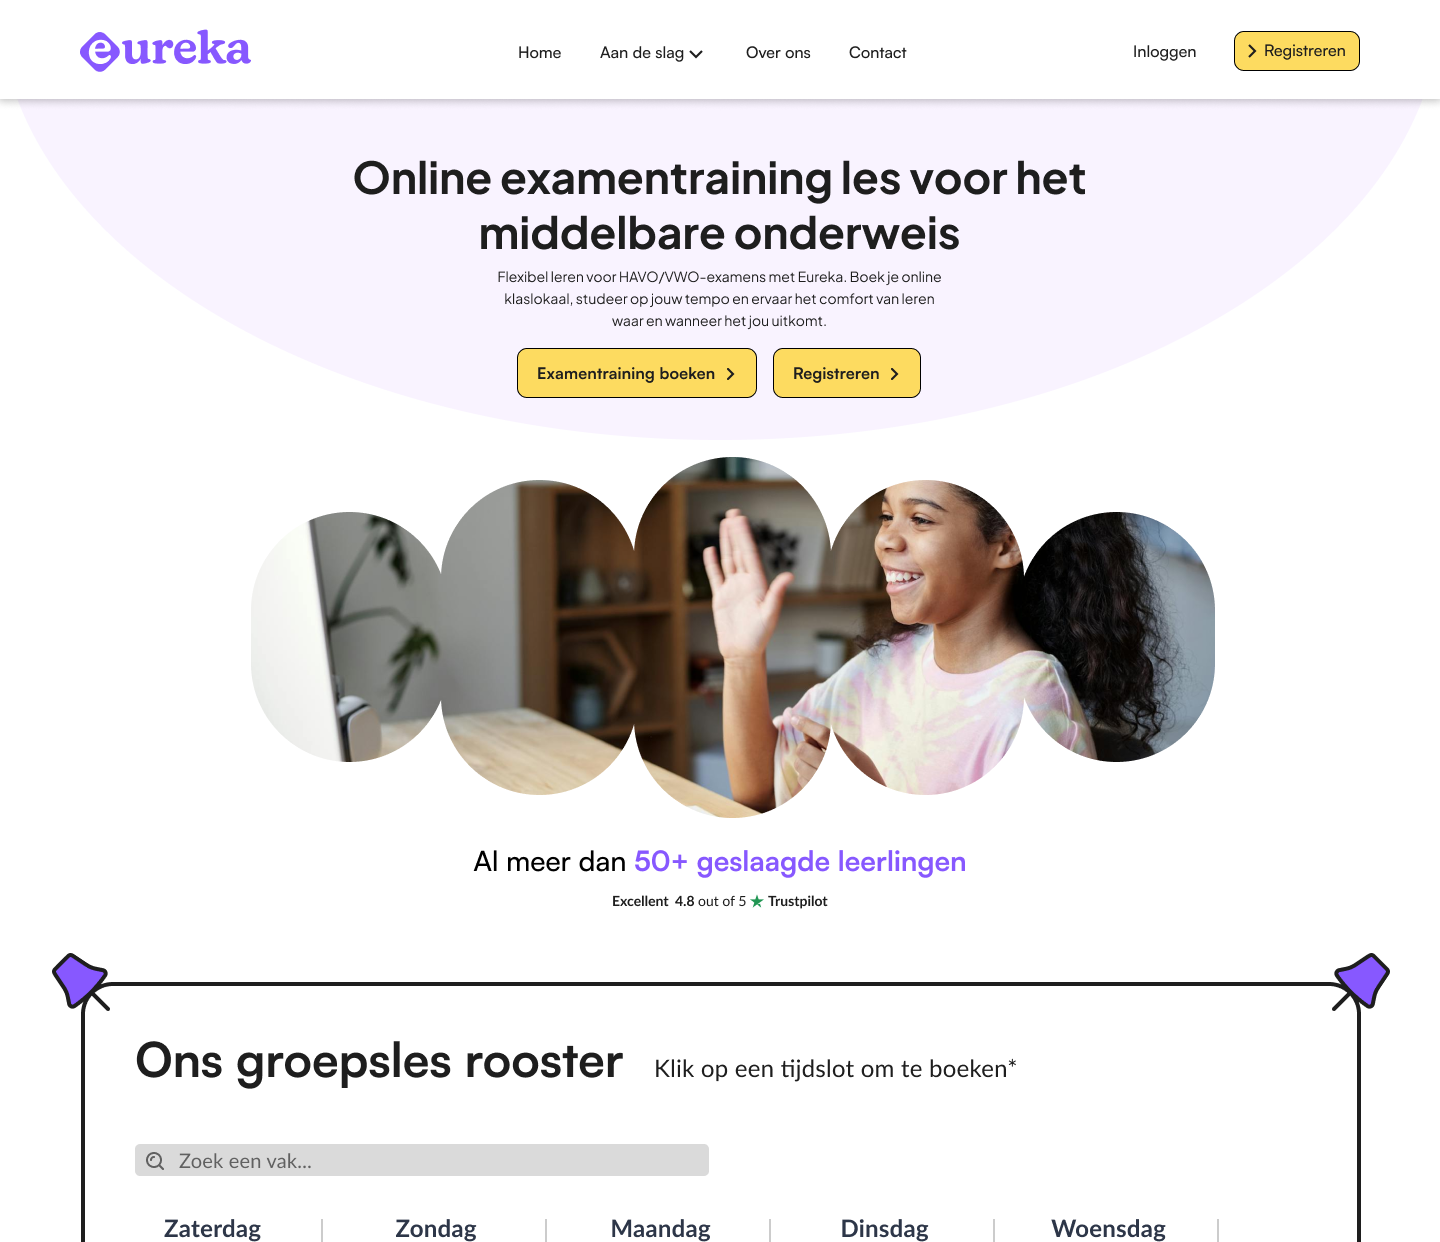 eureka
Home Aan de slag Over ons Contact Inloggen Registreren
Online examentraining les voor het
middelbare onderweis
Flexibel leren voor HAVO/VWO-examens met Eureka. Boek je online
klaslokaal, studeer op jouw tempo en ervaar het comfort van leren
waar en wanneer het jou uitkomt.
Examentraining boeken Registreren
Al meer dan 50+ geslaagde leerlingen
Excellent 4.8 out of 5 Trustpilot
Ons groepsles rooster Klik op een tijdslot om te boeken*
Zoek een vak...
Zaterdag Zondag Maandag Dinsdag Woensdag